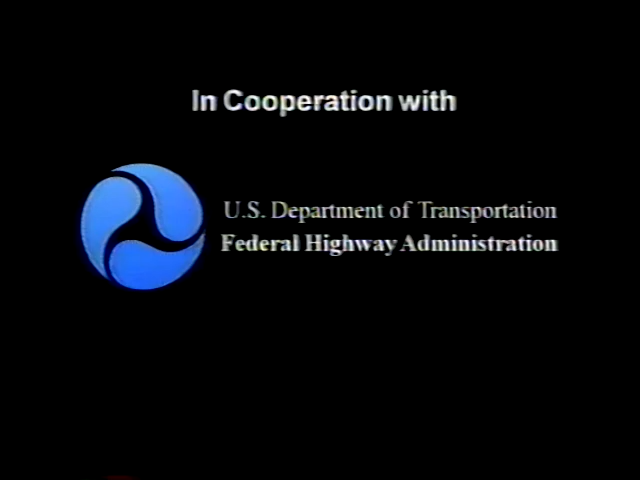 In Cooperation with
U.S. Department of Transportation
Federal Highway Administration